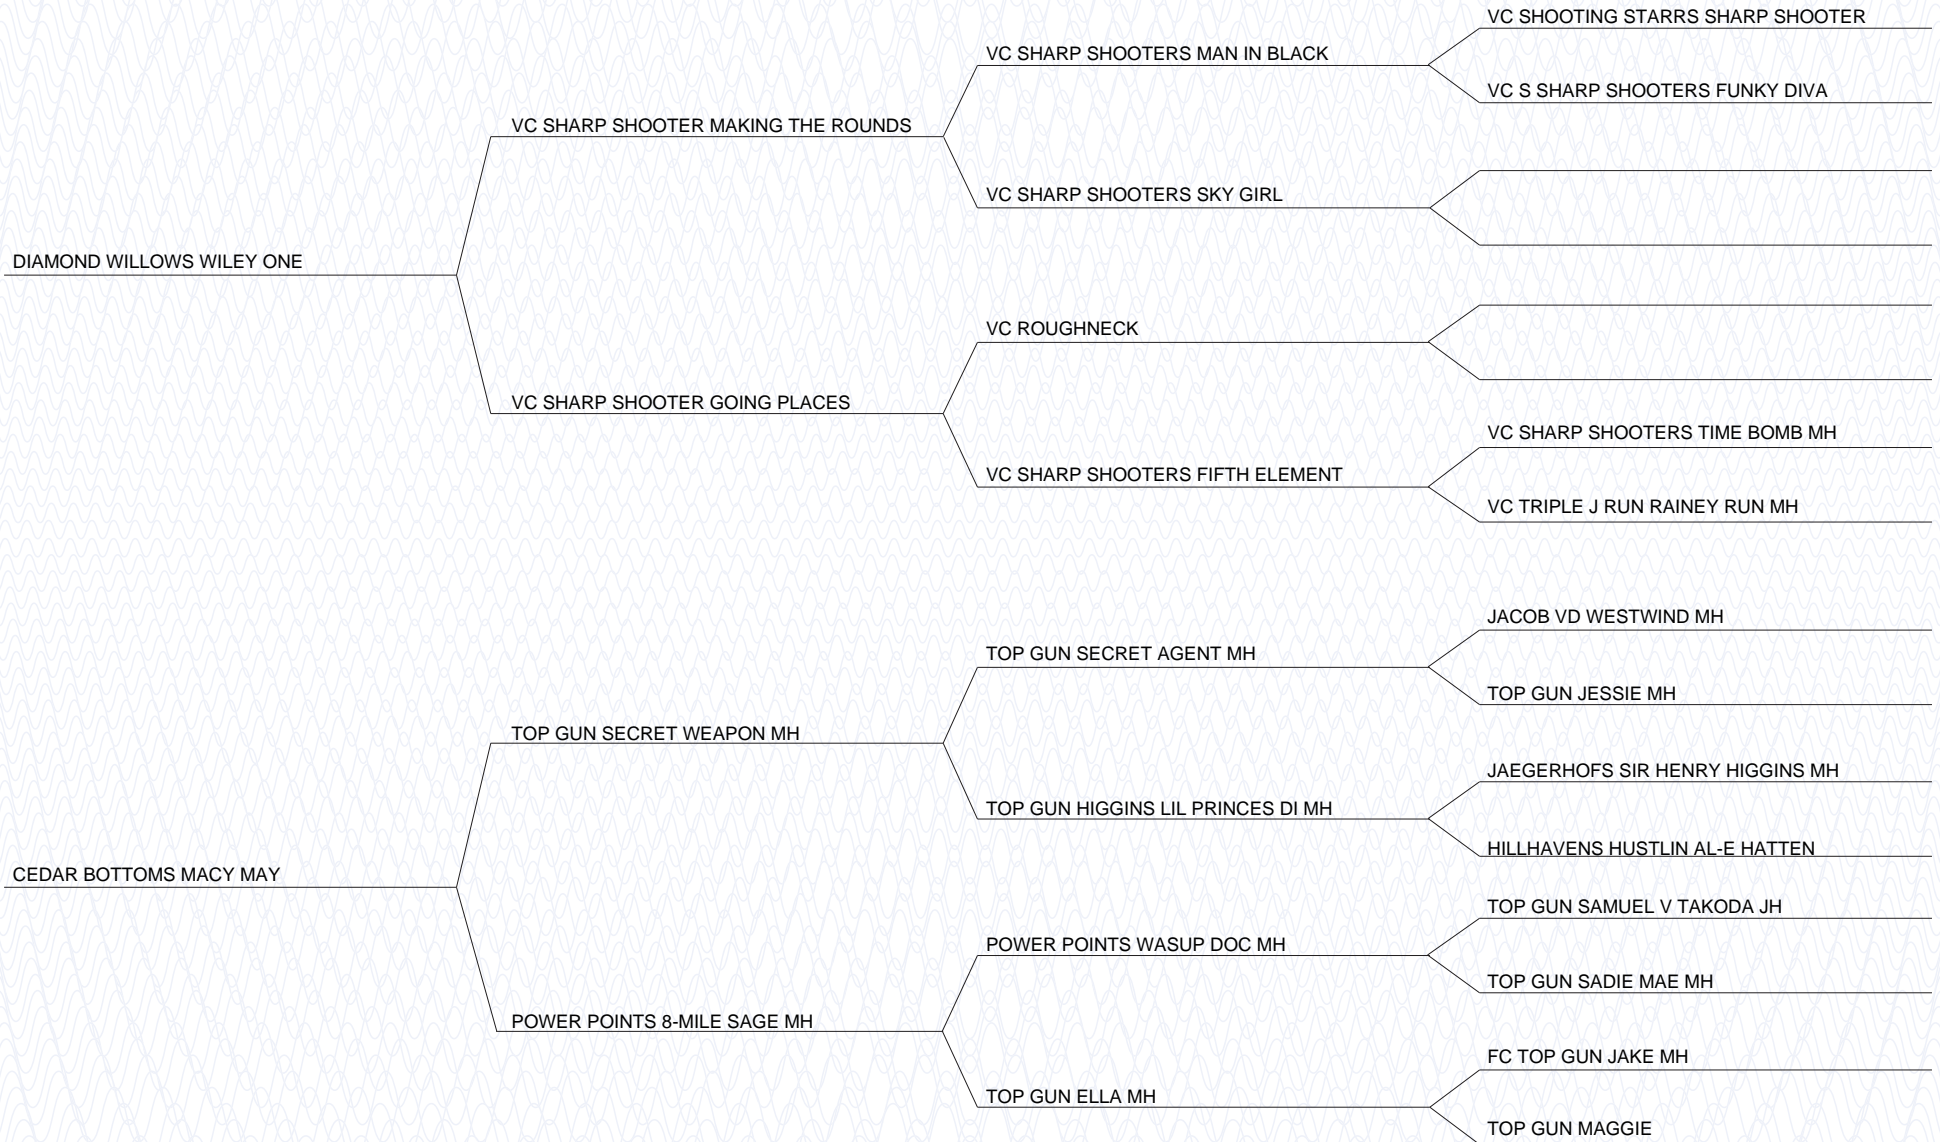 VC SHOOTING STARRS SHARP SHOOTER
VC SHARP SHOOTERS MAN IN BLACK
VC S SHARP SHOOTERS FUNKY DIVA
VC SHARP SHOOTER MAKING THE ROUNDS
VC SHARP SHOOTERS SKY GIRL
DIAMOND WILLOWS WILEY ONE
VC ROUGHNECK
VC SHARP SHOOTER GOING PLACES
VC SHARP SHOOTERS TIME BOMB MH
VC SHARP SHOOTERS FIFTH ELEMENT
VC TRIPLE J RUN RAINEY RUN MH
JACOB VD WESTWIND MH
TOP GUN SECRET AGENT MH
TOP GUN JESSIE MH
TOP GUN SECRET WEAPON MH
JAEGERHOFS SIR HENRY HIGGINS MH
TOP GUN HIGGINS LIL PRINCES DI MH
HILLHAVENS HUSTLIN AL-E HATTEN
CEDAR BOTTOMS MACY MAY
TOP GUN SAMUEL V TAKODA JH
POWER POINTS WASUP DOC MH
TOP GUN SADIE MAE MH
POWER POINTS 8-MILE SAGE MH
FC TOP GUN JAKE MH
TOP GUN ELLA MH
TOP GUN MAGGIE